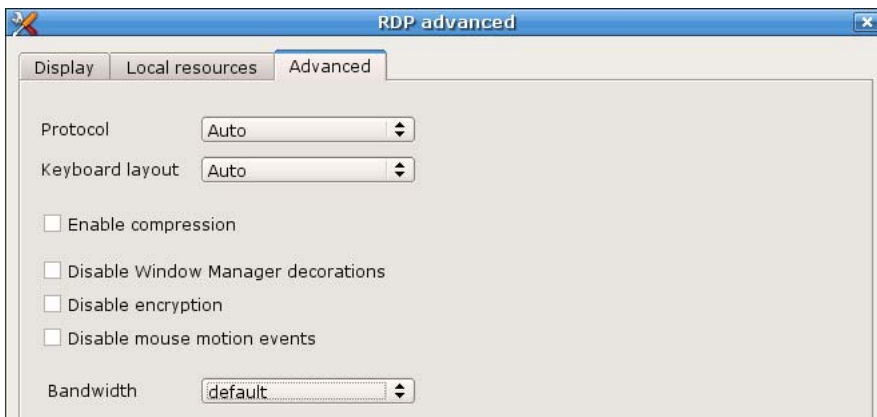 RDP advanced
Display Local resources Advanced
Protocol Auto
Keyboard layout Auto
Enable compression
Disable Window Manager decorations
Disable encryption
Disable mouse motion events
Bandwidth default